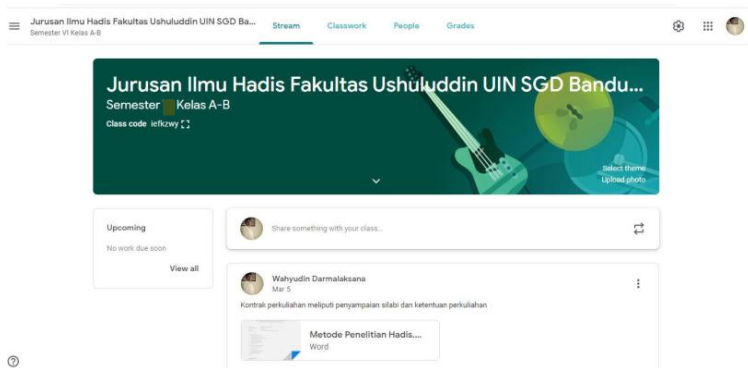 Jurusan Ilmu Hadis Fakultas Ushuluddin UIN SGD Ba...
Semester VI Kelas A-B
Stream
Classwork
People
Grades
Jurusan Ilmu Hadis Fakultas Ushuluddin UIN SGD Bandu...
Semester Kelas A-B
Class code iefkzwy
Select theme
Upload photo
Upcoming
No work due soon
View all
Share something with your class...
Wahyudin Darmalaksana
Mar 5
Kontrak perkuliahan meliputi penyampaian silabi dan ketentuan perkuliahan
Metode Penelitian Hadis....
Word